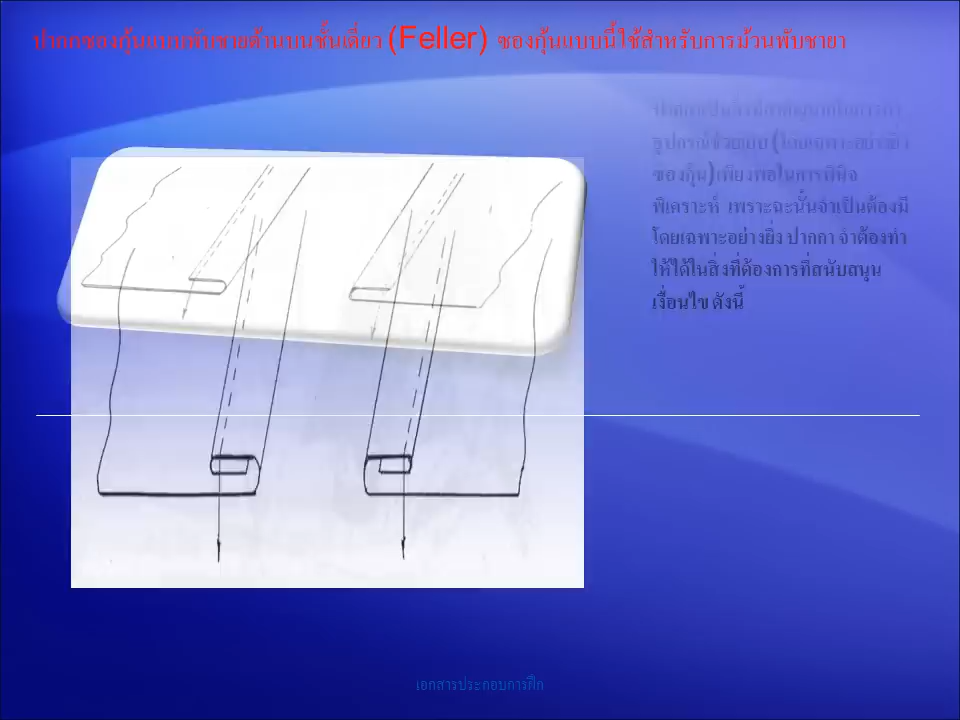 ปากกซองกุ้นแบบพับชายด้านบนชั้นเดี่ยว (Feller) ซองกุ้นแบบนี้ใช้สำหรับการม้วนพับชายา
อุปกรณ์ช่วยเย็บ (โดยเฉพาะอย่างยิ่ง
ซองกุ้น)เพียงพอในการพินิจ
พิเคราะห์ เพราะฉะนั้นจำเป็นต้องมี
โดยเฉพาะอย่างยิ่ง ปากกา จำต้องทำ
ให้ได้ในสิ่งที่ต้องการที่สนับสนุน
เงื่อนไข ดังนี้
เอกสารประกอบการฝึก